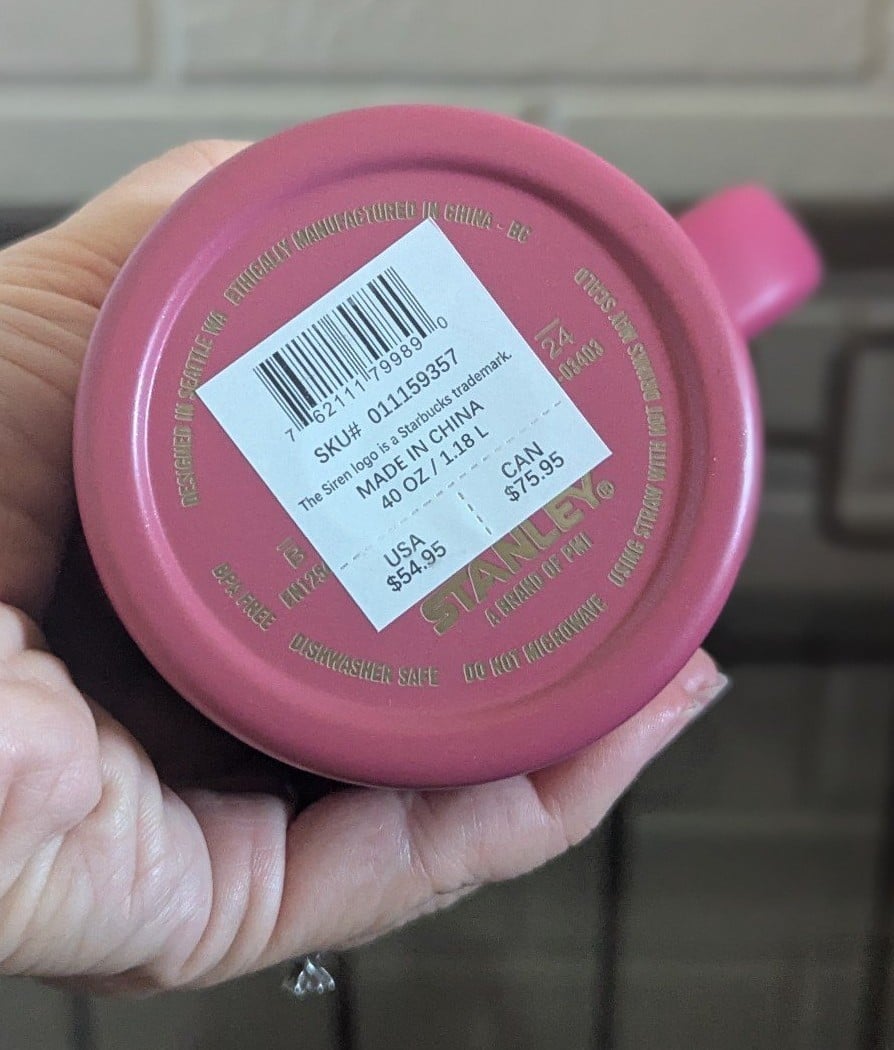 7 62111 79989 0
SKU# 011159357
The Siren logo is a Starbucks trademark.
MADE IN CHINA
40 OZ / 1.18 L
USA
$54.95
CAN
$75.95
DESIGNED IN SEATTLE WA
ETHICALLY MANUFACTURED IN CHINA - BC
/24
-03403
STANLEY®
A BRAND OF PMI
BPA FREE
DISHWASHER SAFE
DO NOT MICROWAVE
USING STRAW WITH HOT DRINKS MAY SCALD